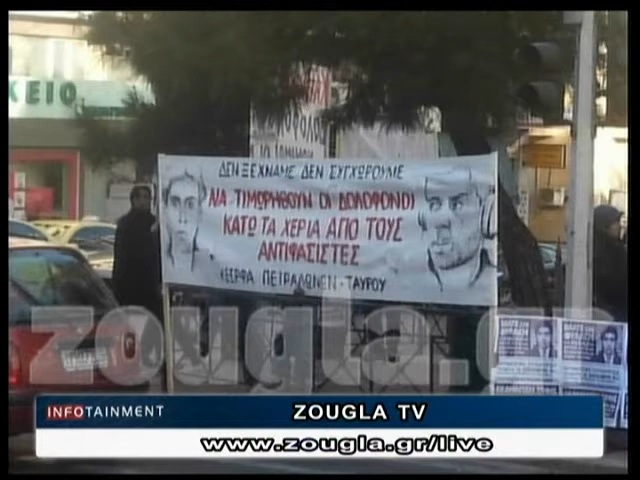 ΚΕΙΟ
ΔΕΝ ΞΕΧΝΑΜΕ ΔΕΝ ΣΥΓΧΩΡΟΥΜΕ
ΝΑ ΤΙΜΩΡΗΘΟΥΝ ΟΙ ΔΟΛΟΦΟΝΟΙ
ΚΑΤΩ ΤΑ ΧΕΡΙΑ ΑΠΟ ΤΟΥΣ
ΑΝΤΙΦΑΣΙΣΤΕΣ
ΚΕΕΡΦΑ ΠΕΤΡΑΛΩΝΩΝ - ΤΑΥΡΟΥ
zougla.gr
INFOTAINMENT
ZOUGLA TV
www.zougla.gr/live